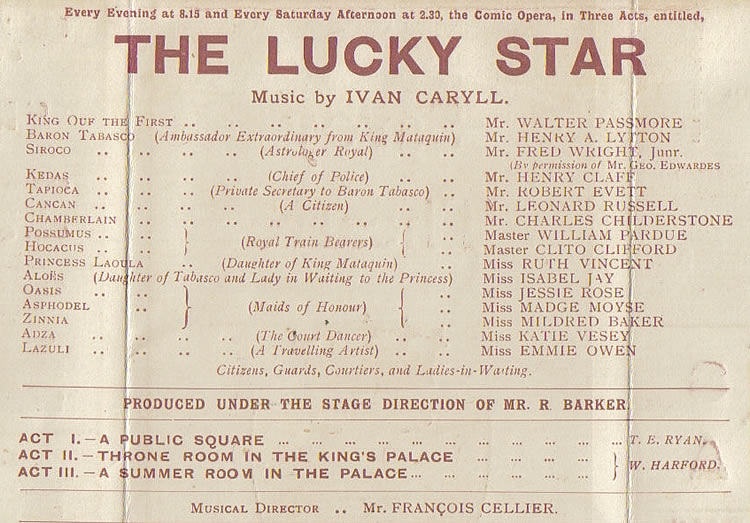 Every Evening at 8.15 and Every Saturday Afternoon at 2.30, the Comic Opera, in Three Acts, entitled,
THE LUCKY STAR
Music by IVAN CARYLL.
KING OUF THE FIRST .. .. .. .. .. .. .. Mr. WALTER PASSMORE
BARON TABASCO (Ambassador Extraordinary from King Mataquin) Mr. HENRY A. LYTTON
SIROCO .. .. (Astrologer Royal) .. .. Mr. FRED WRIGHT, Junr.
(By permission of Mr. GEO. EDWARDES
KEDAS .. .. (Chief of Police) .. .. Mr. HENRY CLAFF
TAPIOCA .. .. (Private Secretary to Baron Tabasco) .. Mr. ROBERT EVETT
CANCAN .. .. (A Citizen) .. .. Mr. LEONARD RUSSELL
CHAMBERLAIN .. .. .. .. .. .. .. Mr. CHARLES CHILDERSTONE
POSSUMUS .. .. } (Royal Train Bearers) { .. .. Master WILLIAM PARDUE
HOCACUS .. .. } { .. .. Master CLITO CLIFFORD
PRINCESS LAOULA .. (Daughter of King Mataquin) .. Miss RUTH VINCENT
ALOËS (Daughter of Tabasco and Lady in Waiting to the Princess) Miss ISABEL JAY
OASIS .. .. } { .. Miss JESSIE ROSE
ASPHODEL .. } (Maids of Honour) { .. Miss MADGE MOYSE
ZINNIA .. .. } { .. Miss MILDRED BAKER
ADZA .. .. (The Court Dancer) .. .. Miss KATIE VESEY
LAZULI .. .. (A Travelling Artist) .. .. Miss EMMIE OWEN
Citizens, Guards, Courtiers, and Ladies-in-Waiting.
PRODUCED UNDER THE STAGE DIRECTION OF MR. R. BARKER.
ACT I.—A PUBLIC SQUARE ... ... ... ... ... ... T. E. RYAN.
ACT II.—THRONE ROOM IN THE KING'S PALACE ... ... ... } W. HARFORD.
ACT III.—A SUMMER ROOM IN THE PALACE... ... ... ... }
MUSICAL DIRECTOR .. Mr. FRANÇOIS CELLIER.